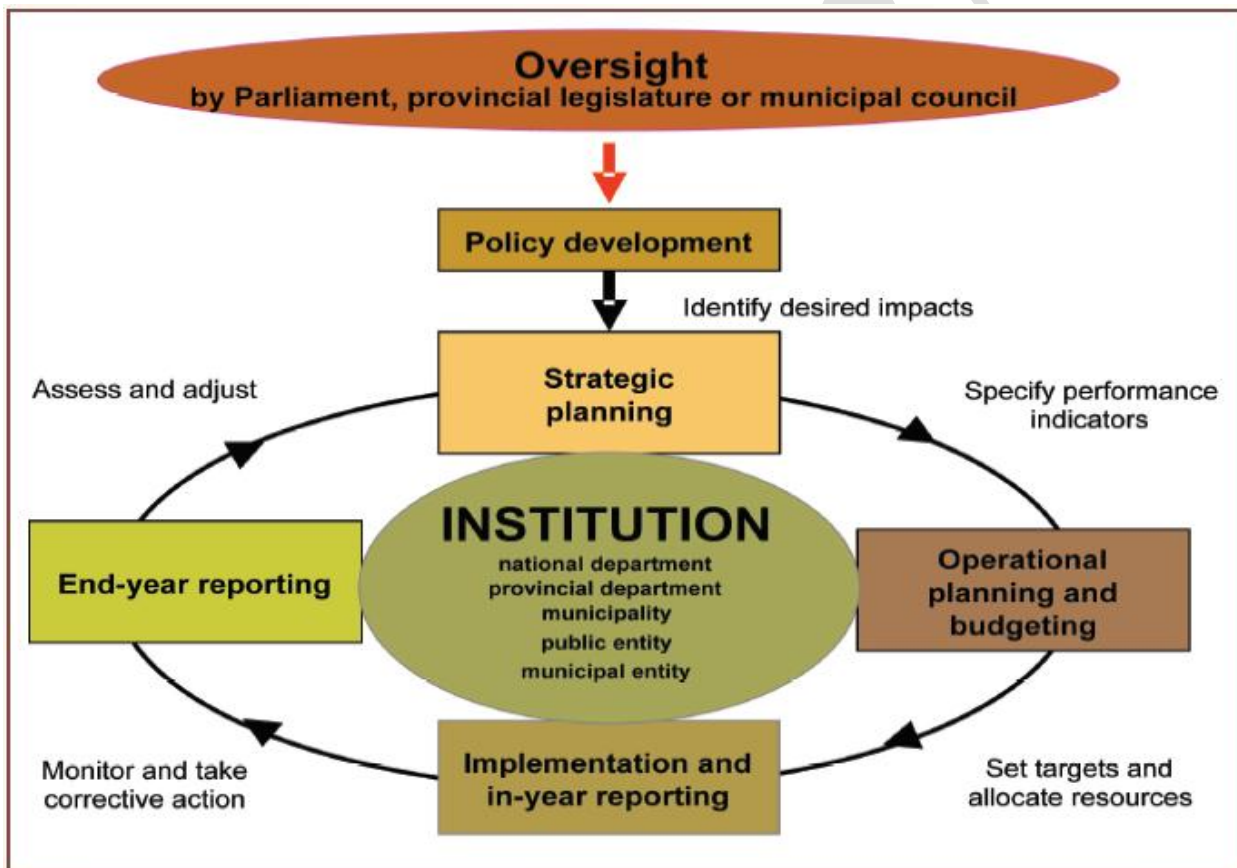 Oversight
by Parliament, provincial legislature or municipal council
Policy development
Identify desired impacts
Strategic
planning
Assess and adjust
Specify performance
indicators
INSTITUTION
national department
provincial department
municipality
public entity
municipal entity
End-year reporting
Operational
planning and
budgeting
Implementation and
in-year reporting
Monitor and take
corrective action
Set targets and
allocate resources